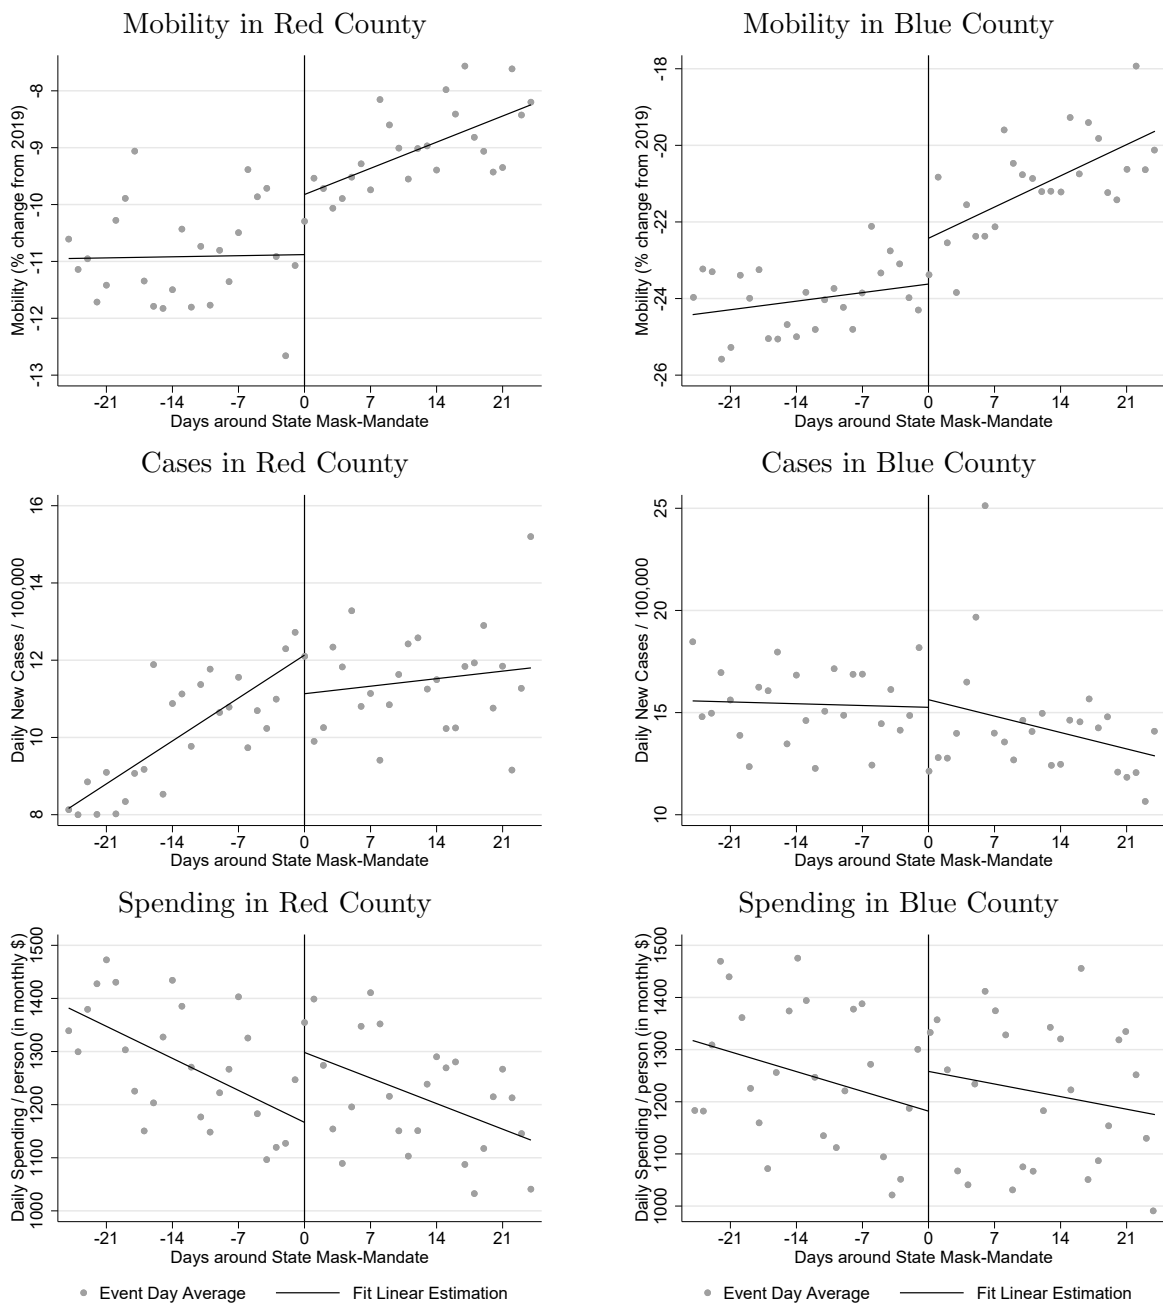 Mobility in Red County
Mobility (% change from 2019)
-8
-9
-10
-11
-12
-13
-21 -14 -7 0 7 14 21
Days around State Mask-Mandate
Mobility in Blue County
Mobility (% change from 2019)
-18
-20
-22
-24
-26
-21 -14 -7 0 7 14 21
Days around State Mask-Mandate
Cases in Red County
Daily New Cases / 100,000
16
14
12
10
8
-21 -14 -7 0 7 14 21
Days around State Mask-Mandate
Cases in Blue County
Daily New Cases / 100,000
25
20
15
10
-21 -14 -7 0 7 14 21
Days around State Mask-Mandate
Spending in Red County
Daily Spending / person (in monthly $)
1500
1400
1300
1200
1100
1000
-21 -14 -7 0 7 14 21
Days around State Mask-Mandate
Spending in Blue County
Daily Spending / person (in monthly $)
1500
1400
1300
1200
1100
1000
-21 -14 -7 0 7 14 21
Days around State Mask-Mandate
Event Day Average Fit Linear Estimation
Event Day Average Fit Linear Estimation